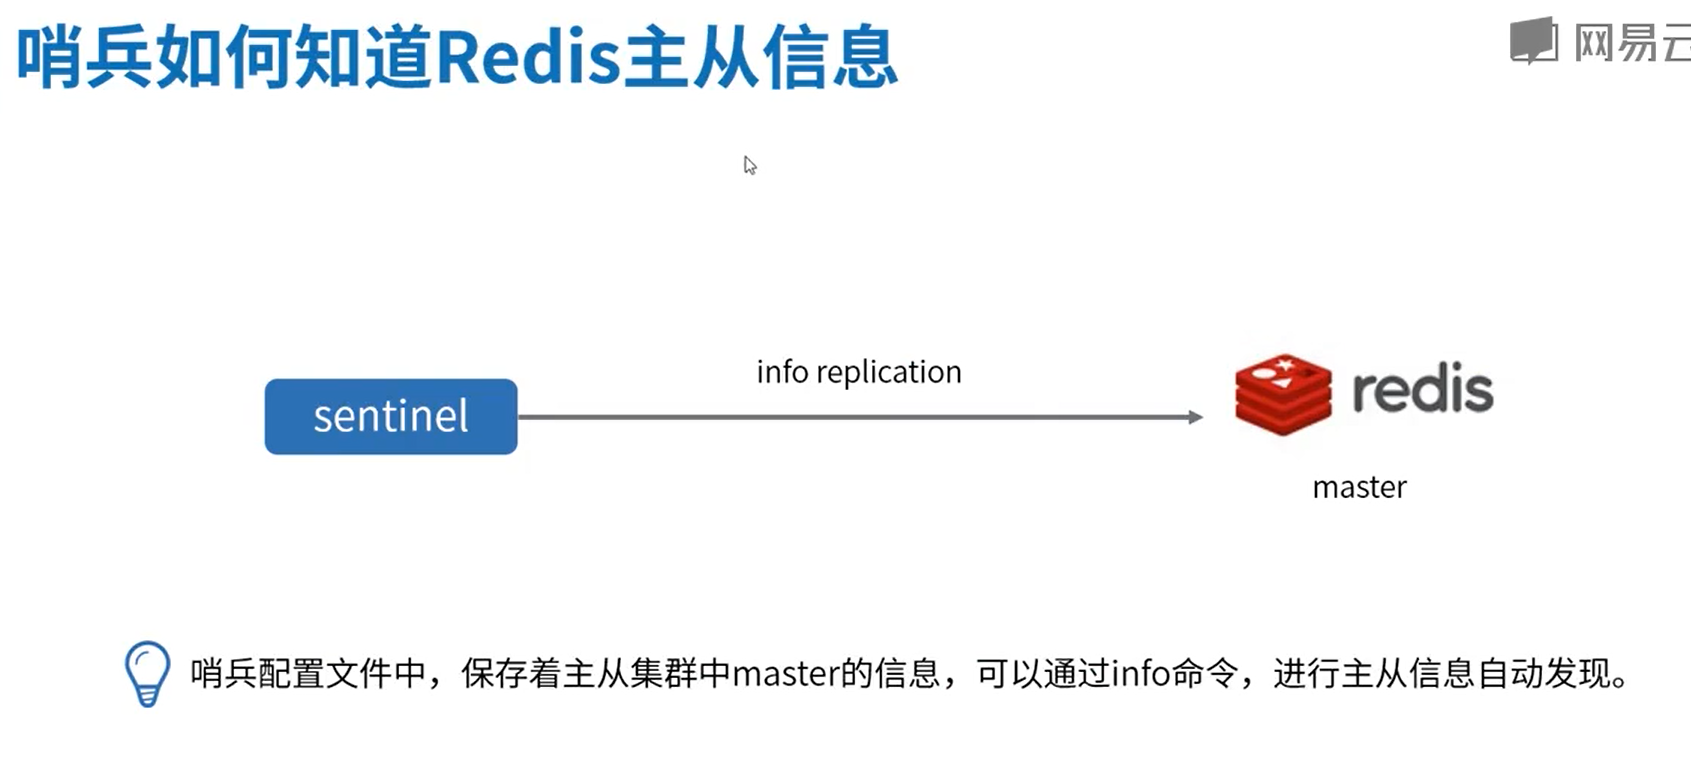 哨兵如何知道Redis主从信息
网易云
info replication
sentinel
redis
master
哨兵配置文件中，保存着主从集群中master的信息，可以通过info命令，进行主从信息自动发现。